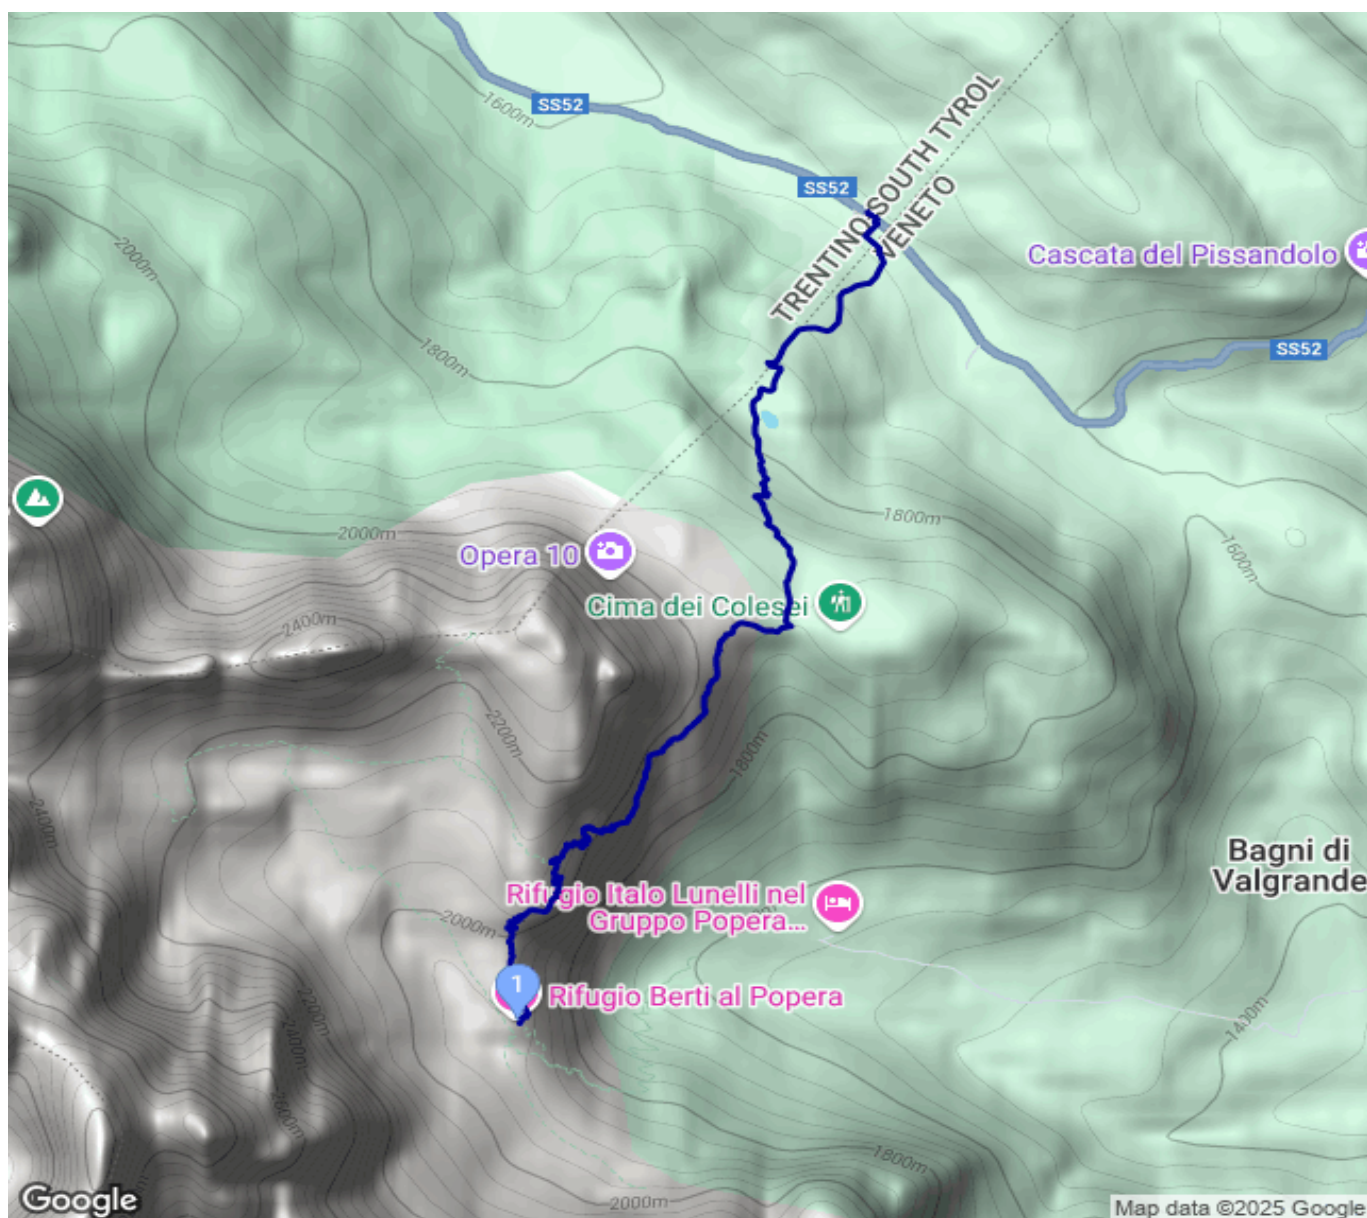 1600m
SS52
SS52
TRENTINO-SOUTH TYROL
VENETO
Cascata del Pissandolo
2000m
1800m
SS52
2000m
1800m
Opera 10
1600m
Cima dei Colesei
2400m
2200m
1800m
2400m
Bagni di
Valgrande
Rifugio Italo Lunelli nel
Gruppo Popera...
2000m
1
Rifugio Berti al Popera
2200m
2400m
1400m
2600m
1800m
2000m
Google
Map data ©2025 Google